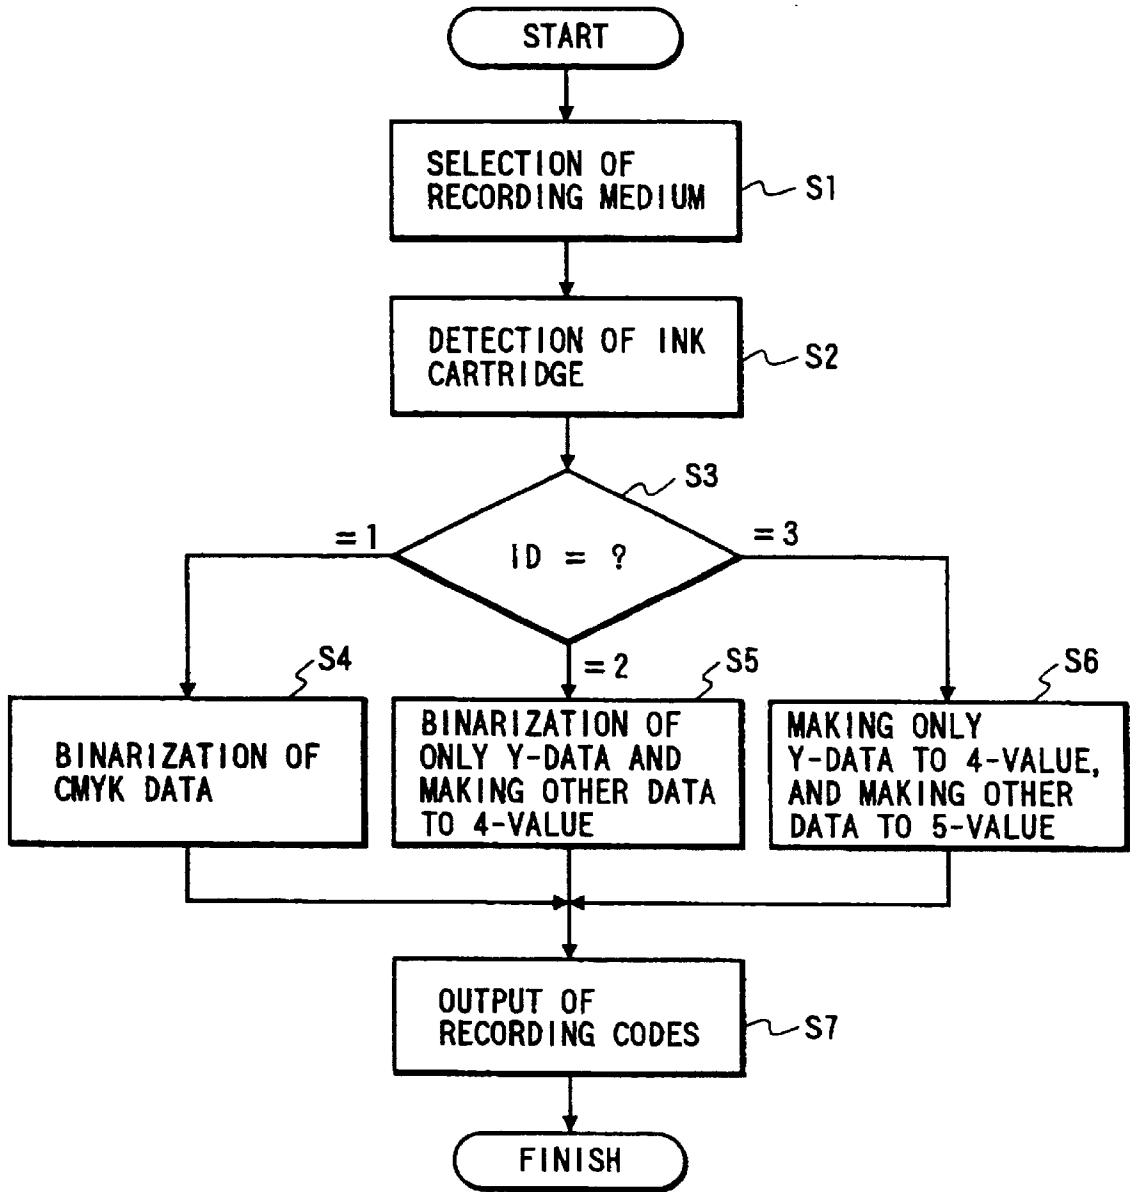 START
SELECTION OF
RECORDING MEDIUM
S1
DETECTION OF INK
CARTRIDGE
S2
S3
ID = ?
=1
=3
=2
S4
BINARIZATION OF
CMYK DATA
S5
BINARIZATION OF
ONLY Y-DATA AND
MAKING OTHER DATA
TO 4-VALUE
S6
MAKING ONLY
Y-DATA TO 4-VALUE,
AND MAKING OTHER
DATA TO 5-VALUE
OUTPUT OF
RECORDING CODES
S7
FINISH